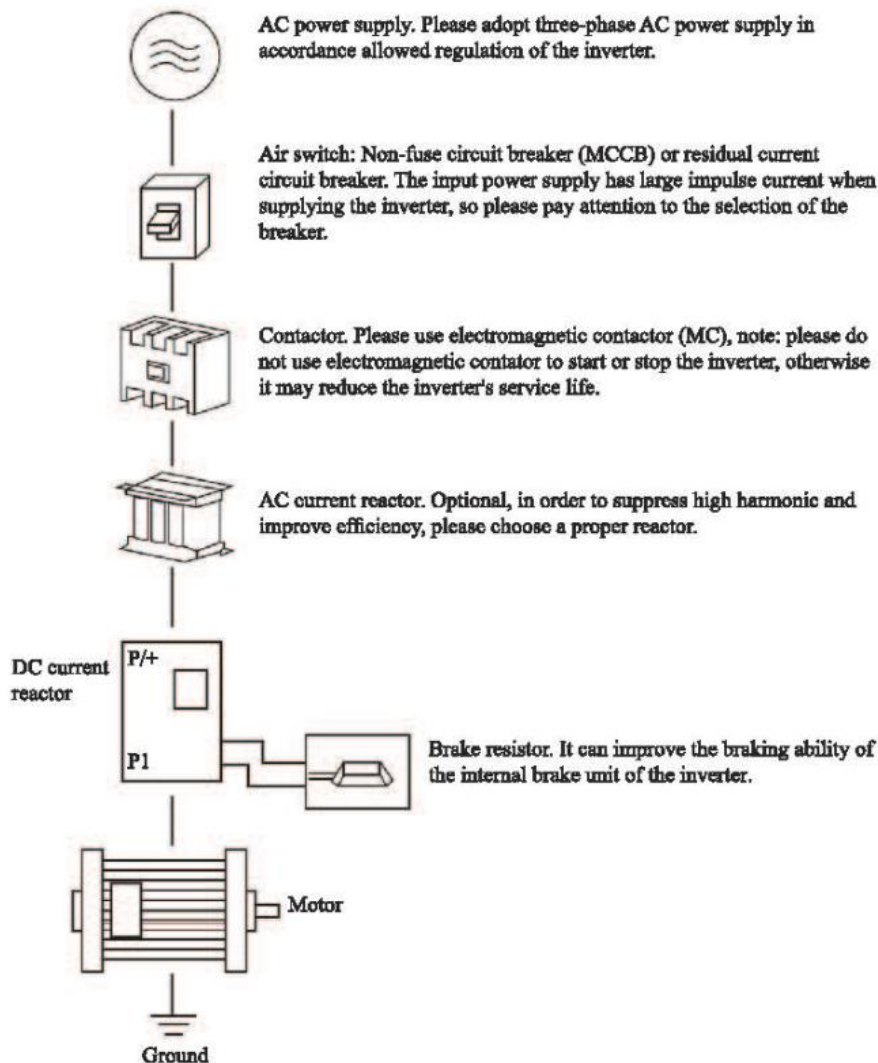 AC power supply. Please adopt three-phase AC power supply in
accordance allowed regulation of the inverter.
Air switch: Non-fuse circuit breaker (MCCB) or residual current
circuit breaker. The input power supply has large impulse current when
supplying the inverter, so please pay attention to the selection of the
breaker.
Contactor. Please use electromagnetic contactor (MC), note: please do
not use electromagnetic contator to start or stop the inverter, otherwise
it may reduce the inverter's service life.
AC current reactor. Optional, in order to suppress high harmonic and
improve efficiency, please choose a proper reactor.
DC current
reactor
P/+
P1
Brake resistor. It can improve the braking ability of
the internal brake unit of the inverter.
Motor
Ground